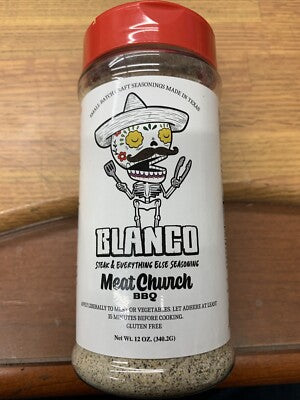 SMALL BATCH CRAFT SEASONINGS MADE IN TEXAS
BLANCO
STEAK & EVERYTHING ELSE SEASONING
Meat Church
BBQ
APPLY LIBERALLY TO MEAT OR VEGETABLES. LET ADHERE AT LEAST
15 MINUTES BEFORE COOKING.
GLUTEN FREE
Net Wt. 12 OZ. (340.2G)